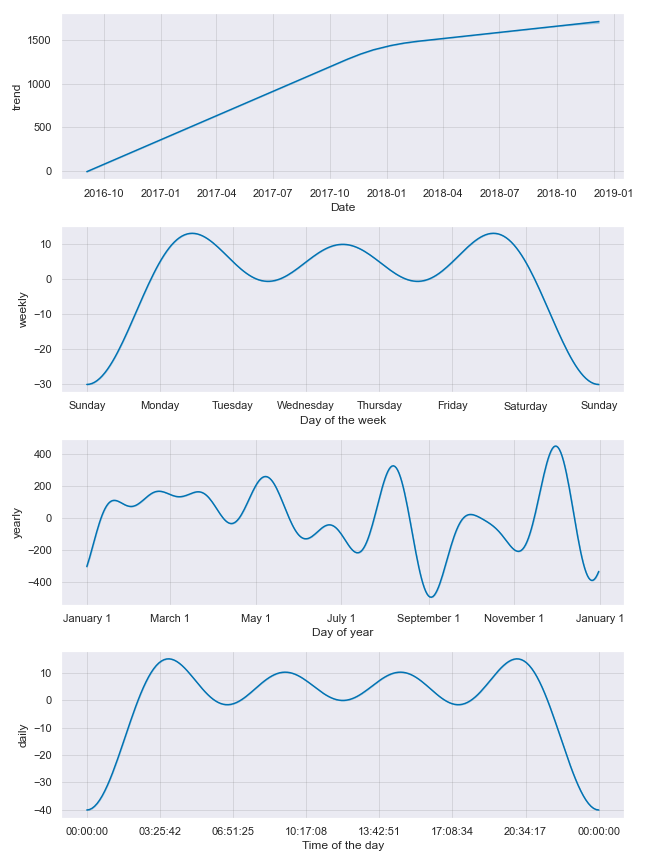 1500
1000
500
0
trend
2016-10 2017-01 2017-04 2017-07 2017-10 2018-01 2018-04 2018-07 2018-10 2019-01
Date
10
0
−10
−20
−30
weekly
Sunday Monday Tuesday Wednesday Thursday Friday Saturday Sunday
Day of the week
400
200
0
−200
−400
yearly
January 1 March 1 May 1 July 1 September 1 November 1 January 1
Day of year
10
0
−10
−20
−30
−40
daily
00:00:00 03:25:42 06:51:25 10:17:08 13:42:51 17:08:34 20:34:17 00:00:00
Time of the day